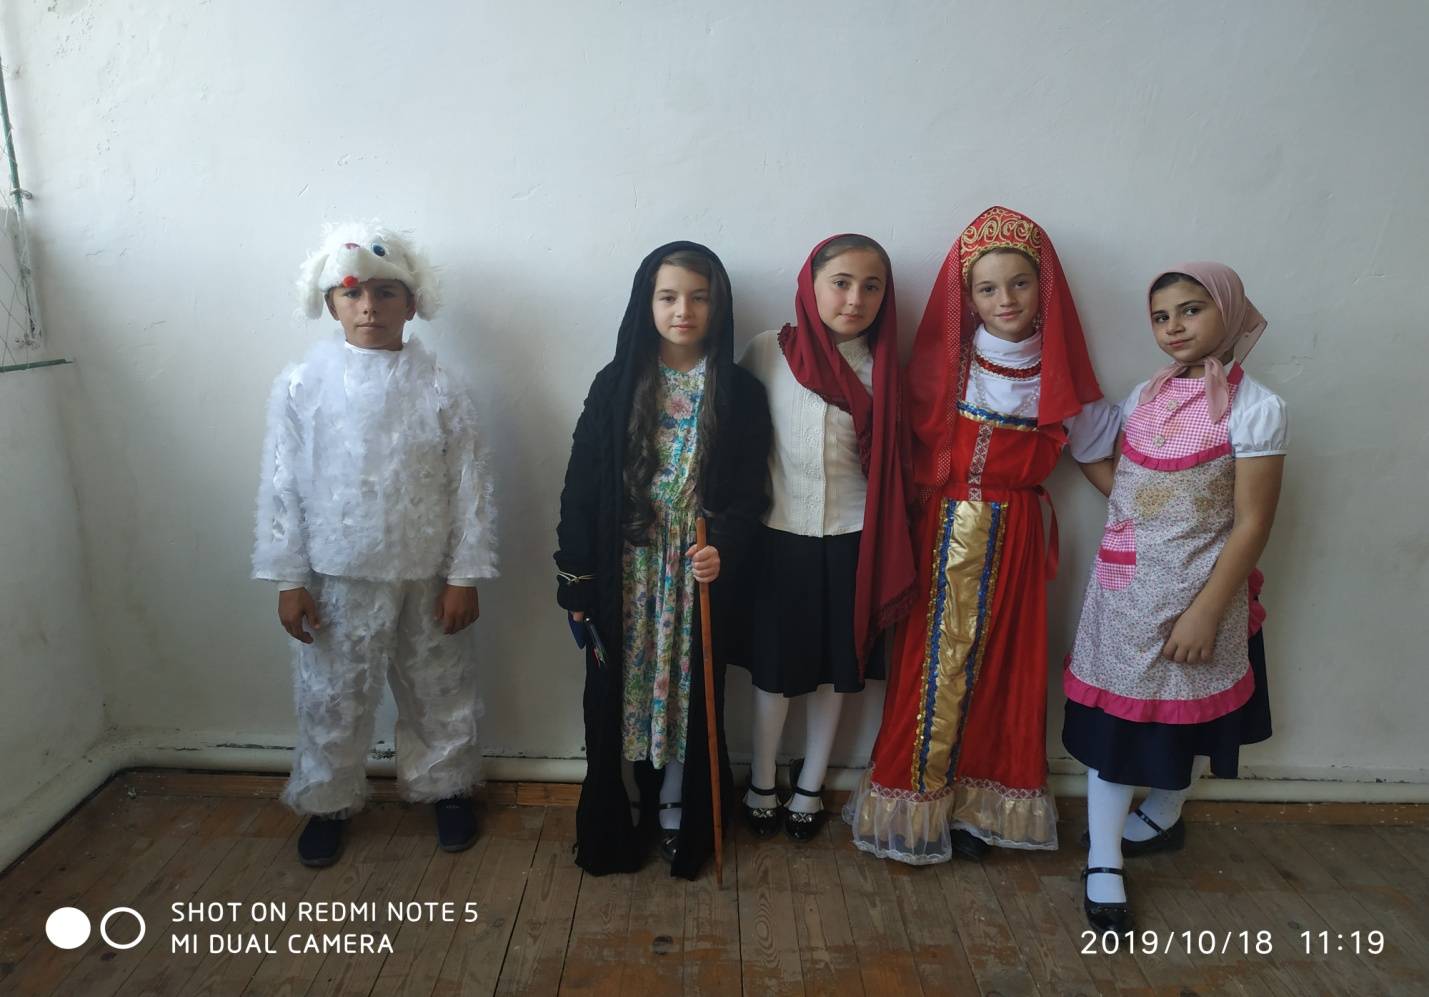 SHOT ON REDMI NOTE 5
MI DUAL CAMERA
2019/10/18 11:19